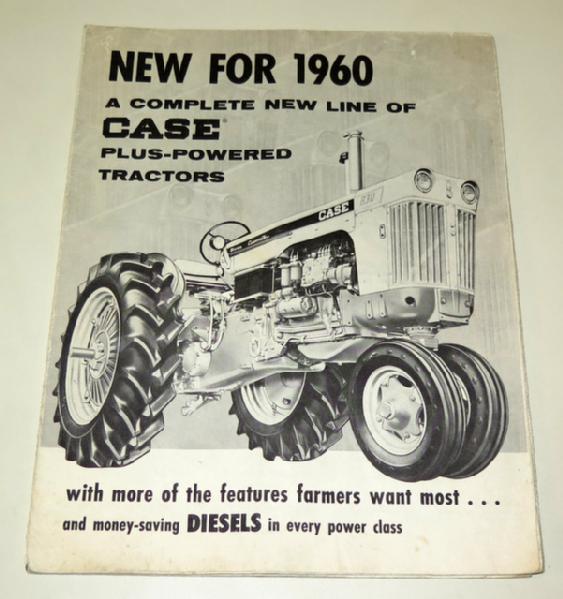 NEW FOR 1960
A COMPLETE NEW LINE OF
CASE®
PLUS-POWERED
TRACTORS
CASE
830
with more of the features farmers want most . . .
and money-saving DIESELS in every power class